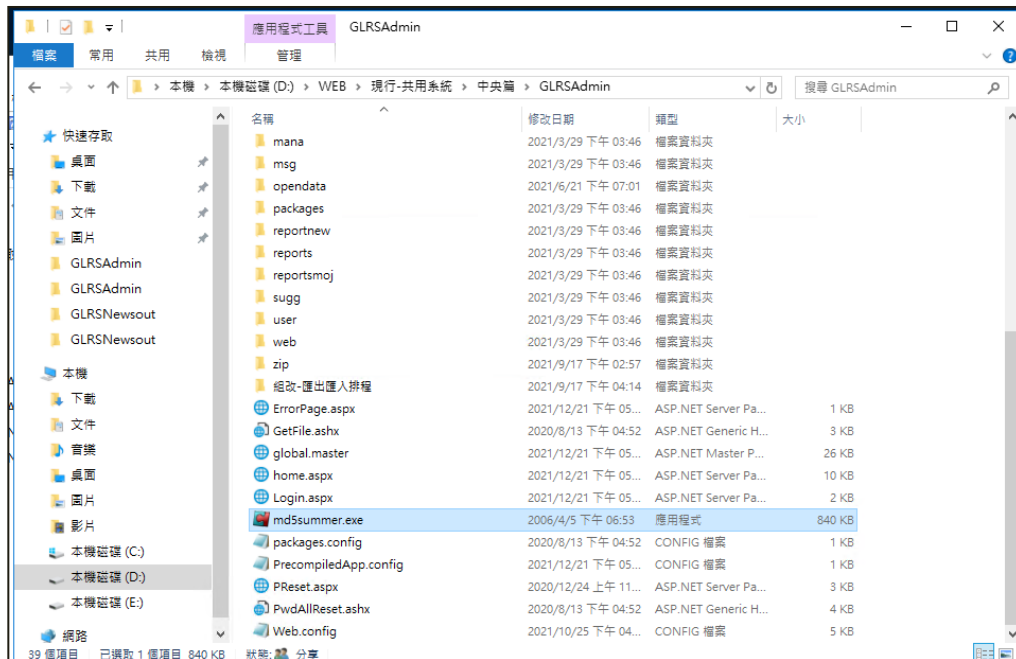 應用程式工具 GLRSAdmin
檔案 常用 共用 檢視 管理
本機 本機磁碟 (D:) WEB 現行-共用系統 中央篇 GLRSAdmin 搜尋 GLRSAdmin
名稱 修改日期 類型 大小
快速存取
桌面
下載
文件
圖片
GLRSAdmin
GLRSAdmin
GLRSNewsout
GLRSNewsout
本機
下載
文件
音樂
桌面
圖片
影片
本機磁碟 (C:)
本機磁碟 (D:)
本機磁碟 (E:)
網路
mana 2021/3/29 下午 03:46 檔案資料夾
msg 2021/3/29 下午 03:46 檔案資料夾
opendata 2021/6/21 下午 07:01 檔案資料夾
packages 2021/3/29 下午 03:46 檔案資料夾
reportnew 2021/3/29 下午 03:46 檔案資料夾
reports 2021/3/29 下午 03:46 檔案資料夾
reportsmoj 2021/3/29 下午 03:46 檔案資料夾
sugg 2021/3/29 下午 03:46 檔案資料夾
user 2021/3/29 下午 03:46 檔案資料夾
web 2021/3/29 下午 03:46 檔案資料夾
zip 2021/9/17 下午 02:57 檔案資料夾
組改-匯出匯入排程 2021/9/17 下午 04:14 檔案資料夾
ErrorPage.aspx 2021/12/21 下午 05... ASP.NET Server Pa... 1 KB
GetFile.ashx 2020/8/13 下午 04:52 ASP.NET Generic H... 3 KB
global.master 2021/12/21 下午 05... ASP.NET Master P... 26 KB
home.aspx 2021/12/21 下午 05... ASP.NET Server Pa... 10 KB
Login.aspx 2021/12/21 下午 05... ASP.NET Server Pa... 2 KB
md5summer.exe 2006/4/5 下午 06:53 應用程式 840 KB
packages.config 2020/8/13 下午 04:52 CONFIG 檔案 1 KB
PrecompiledApp.config 2021/12/21 下午 05... CONFIG 檔案 1 KB
PReset.aspx 2020/12/24 上午 11... ASP.NET Server Pa... 3 KB
PwdAllReset.ashx 2020/8/13 下午 04:52 ASP.NET Generic H... 4 KB
Web.config 2021/10/25 下午 04... CONFIG 檔案 5 KB
39 個項目 已選取 1 個項目 840 KB 狀態: 分享